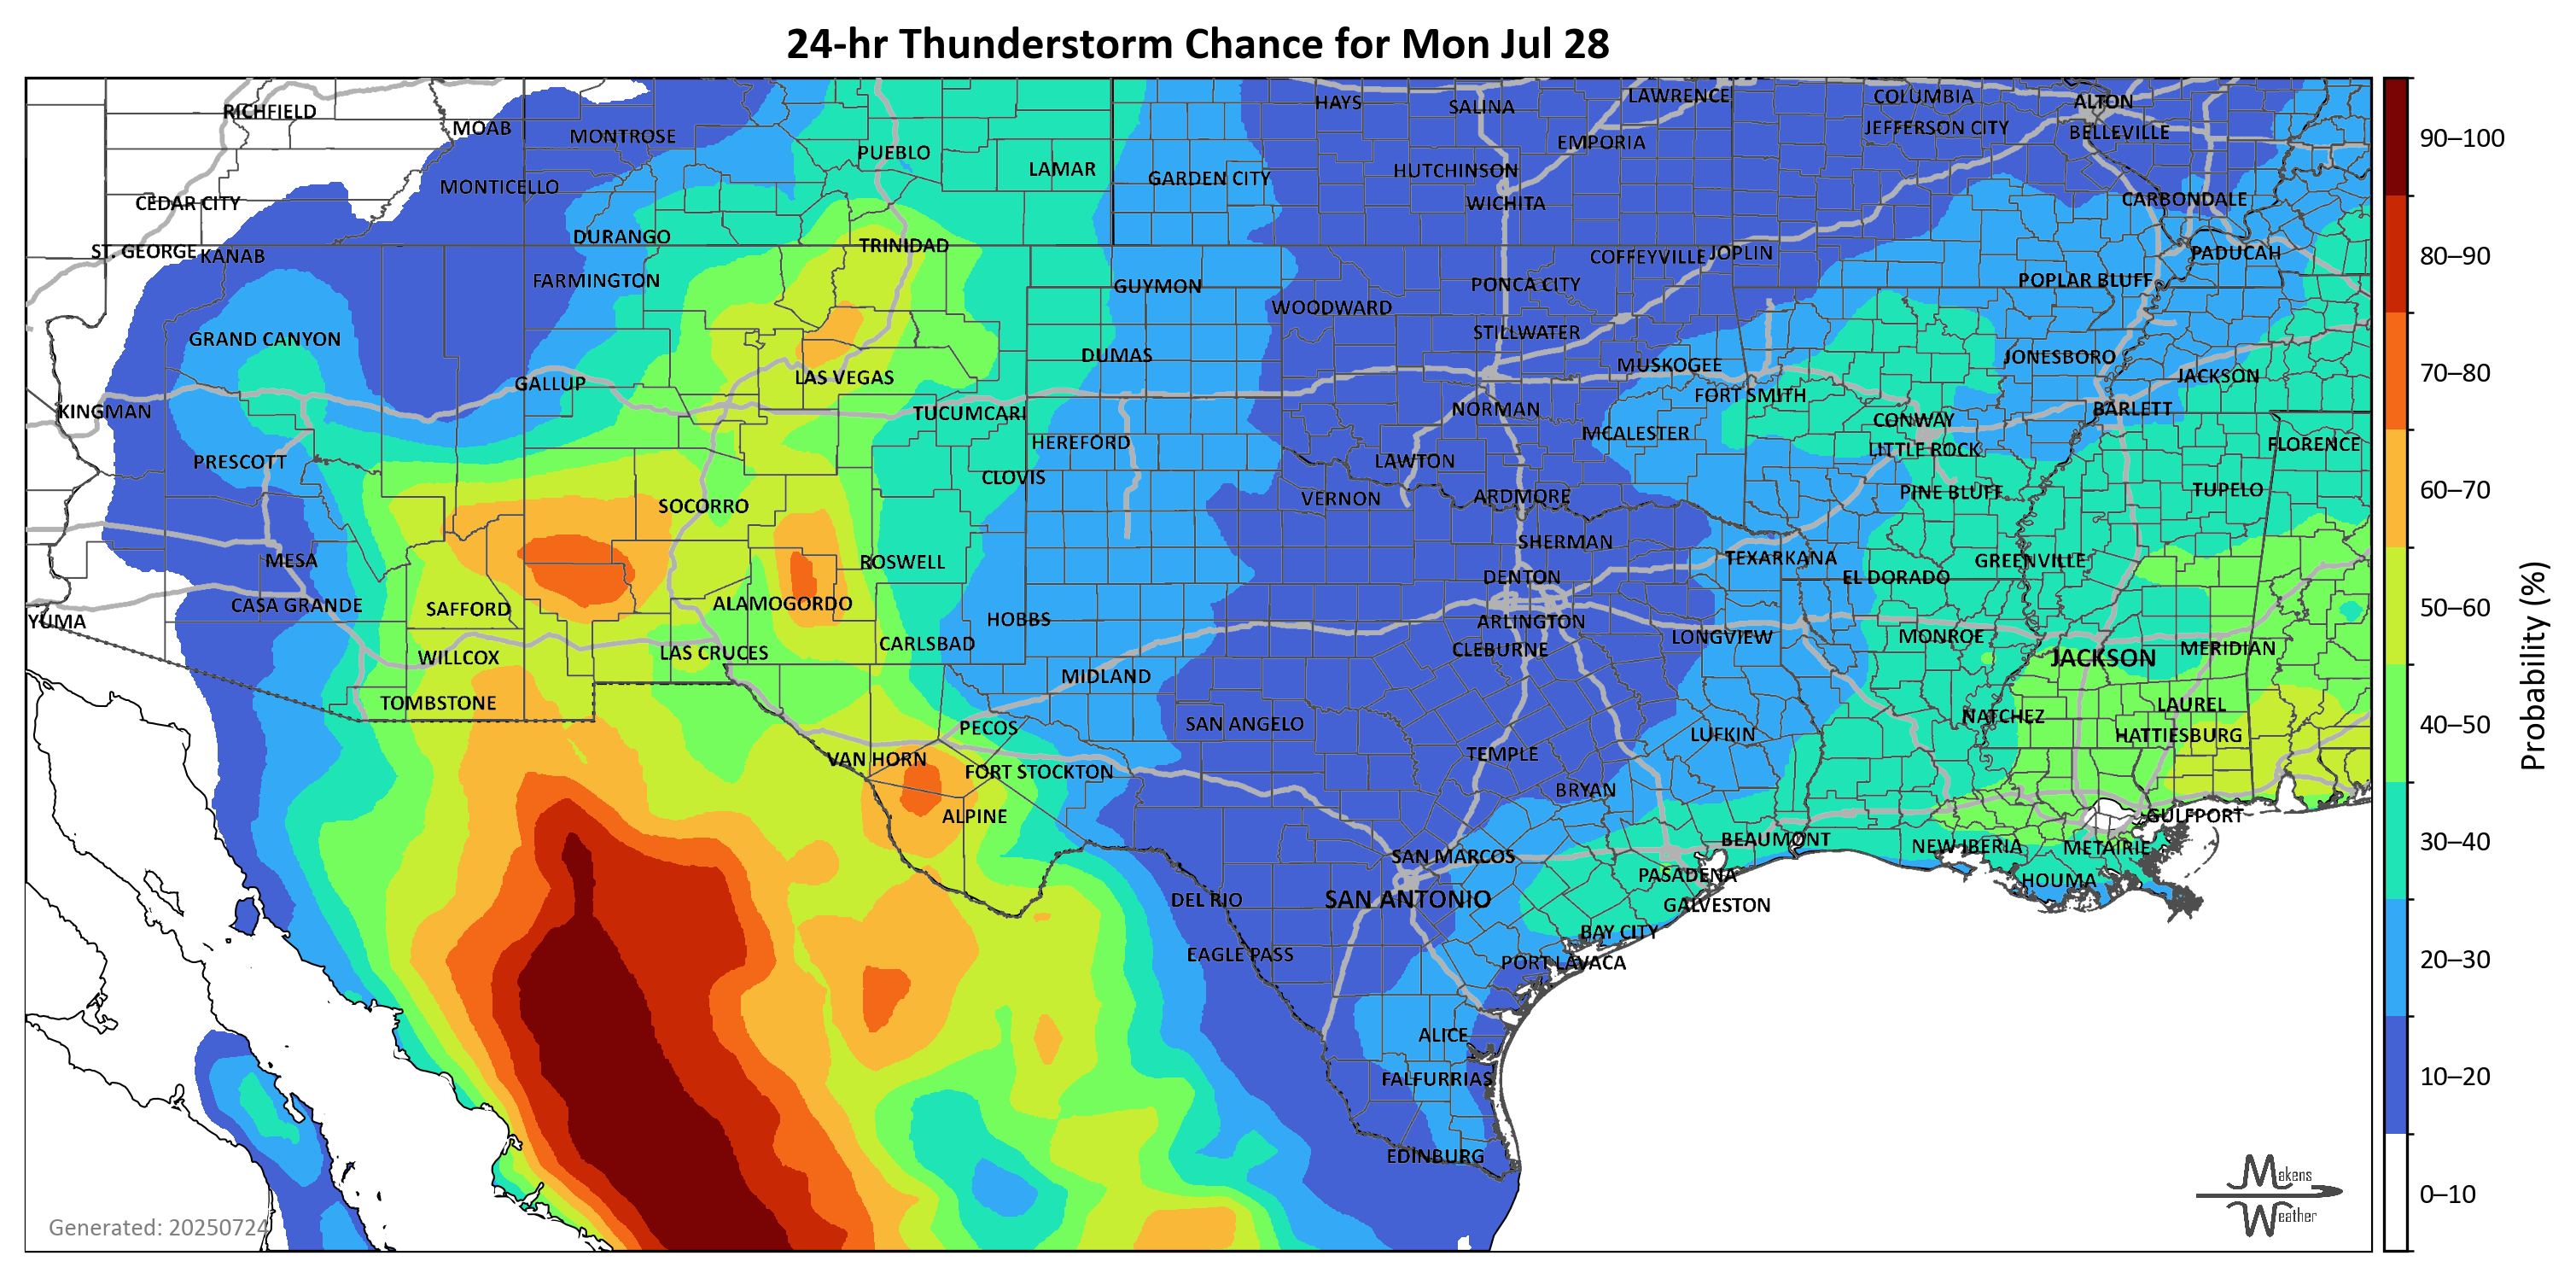 24-hr Thunderstorm Chance for Mon Jul 28
RICHFIELD
MOAB
MONTROSE
PUEBLO
LAMAR
GARDEN CITY
HAYS
SALINA
LAWRENCE
EMPORIA
HUTCHINSON
WICHITA
COLUMBIA
JEFFERSON CITY
ALTON
BELLEVILLE
CARBONDALE
CEDAR CITY
MONTICELLO
ST. GEORGE
KANAB
DURANGO
TRINIDAD
FARMINGTON
GUYMON
WOODWARD
PONCA CITY
COFFEYVILLE
JOPLIN
POPLAR BLUFF
PADUCAH
GRAND CANYON
STILLWATER
DUMAS
MUSKOGEE
JONESBORO
JACKSON
GALLUP
LAS VEGAS
KINGMAN
TUCUMCARI
NORMAN
FORT SMITH
CONWAY
BARLETT
HEREFORD
MCALESTER
LITTLE ROCK
FLORENCE
PRESCOTT
CLOVIS
LAWTON
VERNON
ARDMORE
PINE BLUFF
TUPELO
SOCORRO
SHERMAN
MESA
ROSWELL
TEXARKANA
GREENVILLE
DENTON
EL DORADO
CASA GRANDE
SAFFORD
ALAMOGORDO
HOBBS
ARLINGTON
YUMA
CARLSBAD
CLEBURNE
LONGVIEW
MONROE
MERIDIAN
WILLCOX
LAS CRUCES
JACKSON
MIDLAND
TOMBSTONE
PECOS
SAN ANGELO
NATCHEZ
LAUREL
LUFKIN
HATTIESBURG
VAN HORN
FORT STOCKTON
TEMPLE
BRYAN
ALPINE
GULFPORT
BEAUMONT
NEW IBERIA
METAIRIE
SAN MARCOS
PASADENA
HOUMA
DEL RIO
SAN ANTONIO
GALVESTON
BAY CITY
EAGLE PASS
PORT LAVACA
ALICE
FALFURRIAS
EDINBURG
Generated: 20250724
Makens
Weather
90–100
80–90
70–80
60–70
50–60
40–50
30–40
20–30
10–20
0–10
Probability (%)